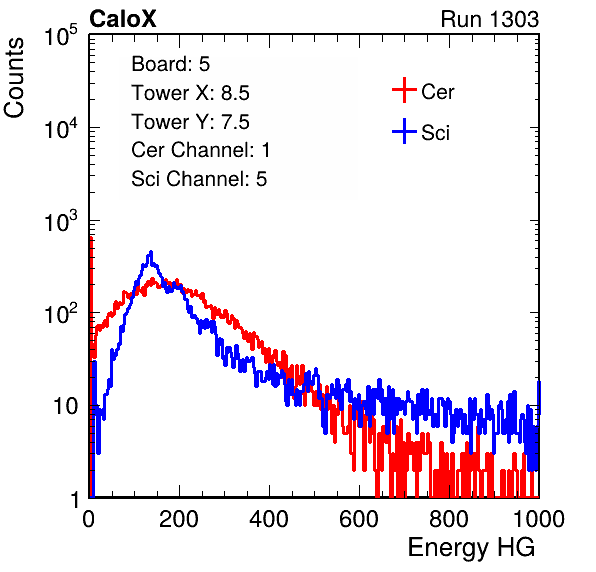 CaloX Run 1303
Counts
Board: 5
Tower X: 8.5
Tower Y: 7.5
Cer Channel: 1
Sci Channel: 5
Cer
Sci
10^5
10^4
10^3
10^2
10
1
0 200 400 600 800 1000
Energy HG